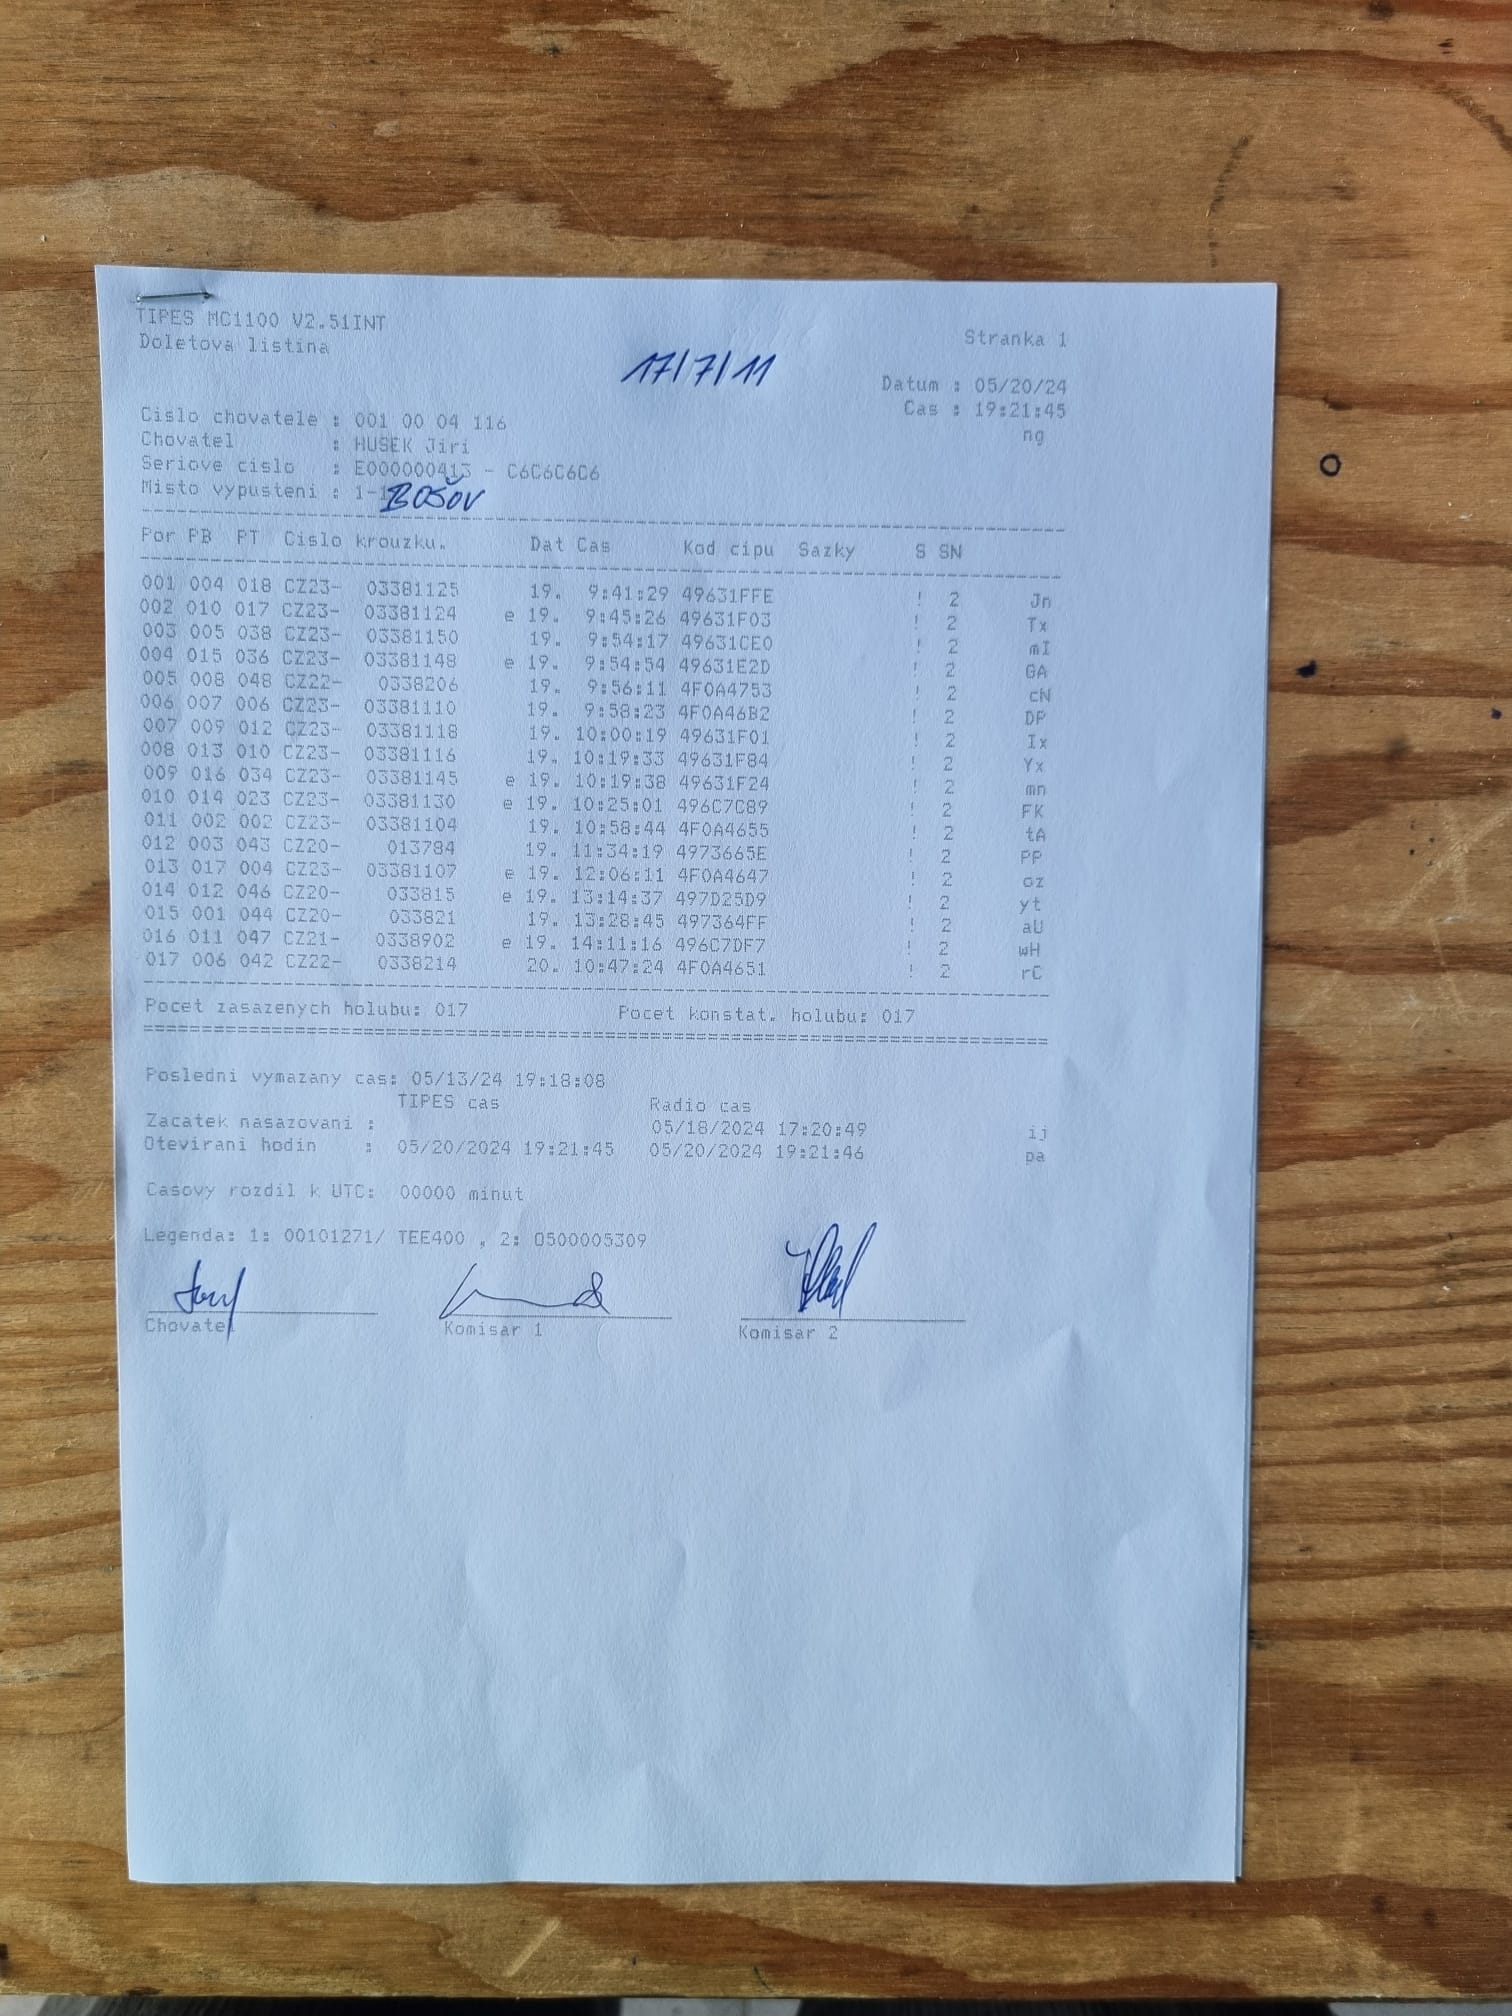 TIPES MC1100 V2.51INT
Doletova listina
Stranka 1
17/7/11
Datum : 05/20/24
Cas : 19:21:45
ng
Cislo chovatele : 001 00 04 116
Chovatel : HUSEK Jiri
Seriove cislo : E000000413 - C6C6C6C6
Misto vypusteni : 1- BOŠOV
Por PB PT Cislo krouzku. Dat Cas Kod cipu Sazky S SN
001 004 018 CZ23- 03381125 19. 9:41:29 49631FFE ! 2 Jn
002 010 017 CZ23- 03381124 e 19. 9:45:26 49631F03 ! 2 Tx
003 005 038 CZ23- 03381150 19. 9:54:17 49631CE0 ! 2 mI
004 015 036 CZ23- 03381148 e 19. 9:54:54 49631E2D ! 2 GA
005 008 048 CZ22- 0338206 19. 9:56:11 4F0A4753 ! 2 cN
006 007 006 CZ23- 03381110 19. 9:58:23 4F0A46B2 ! 2 DP
007 009 012 CZ23- 03381118 19. 10:00:19 49631F01 ! 2 Ix
008 013 010 CZ23- 03381116 19. 10:19:33 49631F84 ! 2 Yx
009 016 034 CZ23- 03381145 e 19. 10:19:38 49631F24 ! 2 mn
010 014 023 CZ23- 03381130 e 19. 10:25:01 496C7C89 ! 2 FK
011 002 002 CZ23- 03381104 19. 10:58:44 4F0A4655 ! 2 tA
012 003 043 CZ20- 013784 19. 11:34:19 4973665E ! 2 PP
013 017 004 CZ23- 03381107 e 19. 12:06:11 4F0A4647 ! 2 oz
014 012 046 CZ20- 033815 e 19. 13:14:37 497D25D9 ! 2 yt
015 001 044 CZ20- 033821 19. 13:28:45 497364FF ! 2 aU
016 011 047 CZ21- 0338902 e 19. 14:11:16 496C7DF7 ! 2 wH
017 006 042 CZ22- 0338214 20. 10:47:24 4F0A4651 ! 2 rC
Pocet zasazenych holubu: 017 Pocet konstat. holubu: 017
Posledni vymazany cas: 05/13/24 19:18:08
TIPES cas Radio cas
Zacatek nasazovani : 05/18/2024 17:20:49 ij
Otevirani hodin : 05/20/2024 19:21:45 05/20/2024 19:21:46 pa
Casovy rozdil k UTC: 00000 minut
Legenda: 1: 00101271/ TEE400 , 2: 0500005309
Chovatel Komisar 1 Komisar 2